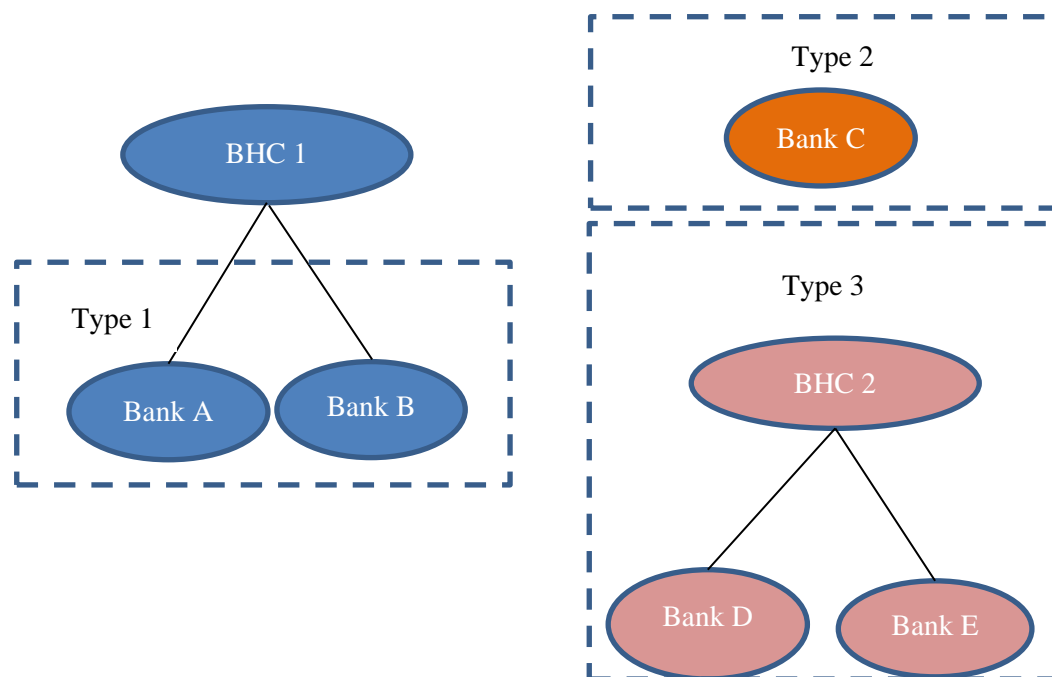 BHC 1
Type 1
Bank A
Bank B
Type 2
Bank C
Type 3
BHC 2
Bank D
Bank E